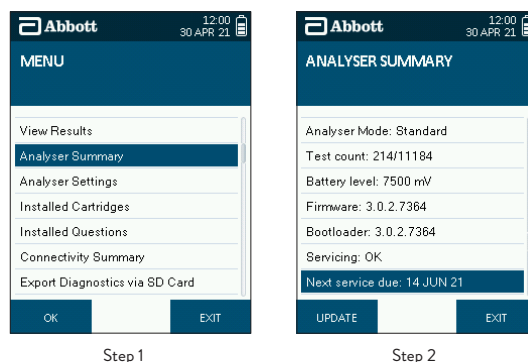 Abbott
12:00
30 APR 21
MENU
View Results
Analyser Summary
Analyser Settings
Installed Cartridges
Installed Questions
Connectivity Summary
Export Diagnostics via SD Card
OK
EXIT
Step 1
Abbott
12:00
30 APR 21
ANALYSER SUMMARY
Analyser Mode: Standard
Test count: 214/11184
Battery level: 7500 mV
Firmware: 3.0.2.7364
Bootloader: 3.0.2.7364
Servicing: OK
Next service due: 14 JUN 21
UPDATE
EXIT
Step 2